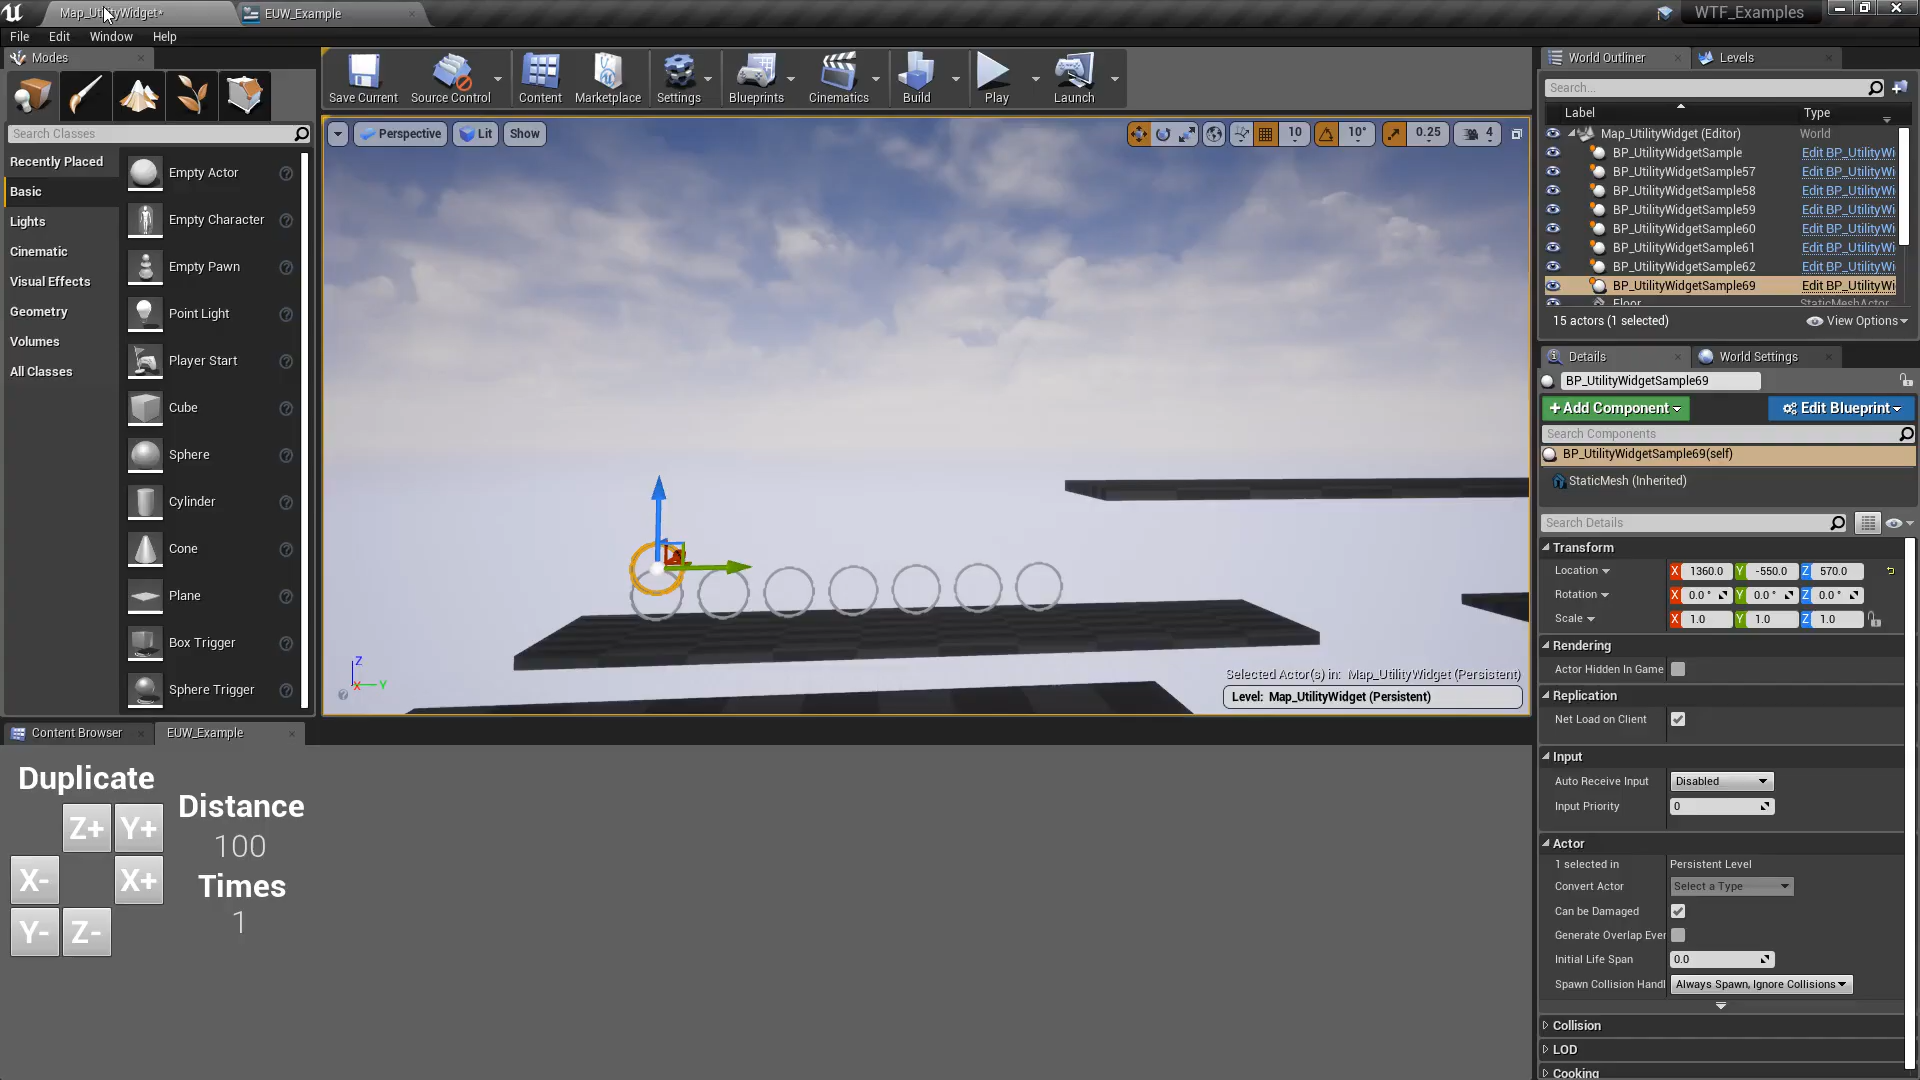 Map_UtilityWidget*
EUW_Example
WTF_Examples
File
Edit
Window
Help
Modes
Search Classes
Recently Placed
Basic
Lights
Cinematic
Visual Effects
Geometry
Volumes
All Classes
Empty Actor
Empty Character
Empty Pawn
Point Light
Player Start
Cube
Sphere
Cylinder
Cone
Plane
Box Trigger
Sphere Trigger
Save Current
Source Control
Content
Marketplace
Settings
Blueprints
Cinematics
Build
Play
Launch
Perspective
Lit
Show
10
10°
0.25
4
Z
X
Y
Selected Actor(s) in: Map_UtilityWidget (Persistent)
Level: Map_UtilityWidget (Persistent)
World Outliner
Levels
Search...
Label
Type
Map_UtilityWidget (Editor) World
BP_UtilityWidgetSample Edit BP_UtilityWi
BP_UtilityWidgetSample57 Edit BP_UtilityWi
BP_UtilityWidgetSample58 Edit BP_UtilityWi
BP_UtilityWidgetSample59 Edit BP_UtilityWi
BP_UtilityWidgetSample60 Edit BP_UtilityWi
BP_UtilityWidgetSample61 Edit BP_UtilityWi
BP_UtilityWidgetSample62 Edit BP_UtilityWi
BP_UtilityWidgetSample69 Edit BP_UtilityWi
Floor StaticMeshActor
15 actors (1 selected)
View Options
Details
World Settings
BP_UtilityWidgetSample69
+Add Component
Edit Blueprint
Search Components
BP_UtilityWidgetSample69(self)
StaticMesh (Inherited)
Search Details
Transform
Location X 1360.0 Y -550.0 Z 570.0
Rotation X 0.0 ° Y 0.0 ° Z 0.0 °
Scale X 1.0 Y 1.0 Z 1.0
Rendering
Actor Hidden In Game
Replication
Net Load on Client
Input
Auto Receive Input Disabled
Input Priority 0
Actor
1 selected in Persistent Level
Convert Actor Select a Type
Can be Damaged
Generate Overlap Ever
Initial Life Span 0.0
Spawn Collision Handl Always Spawn, Ignore Collisions
Collision
LOD
Cooking
Content Browser
EUW_Example
Duplicate
Z+ Y+
X- X+
Y- Z-
Distance
100
Times
1